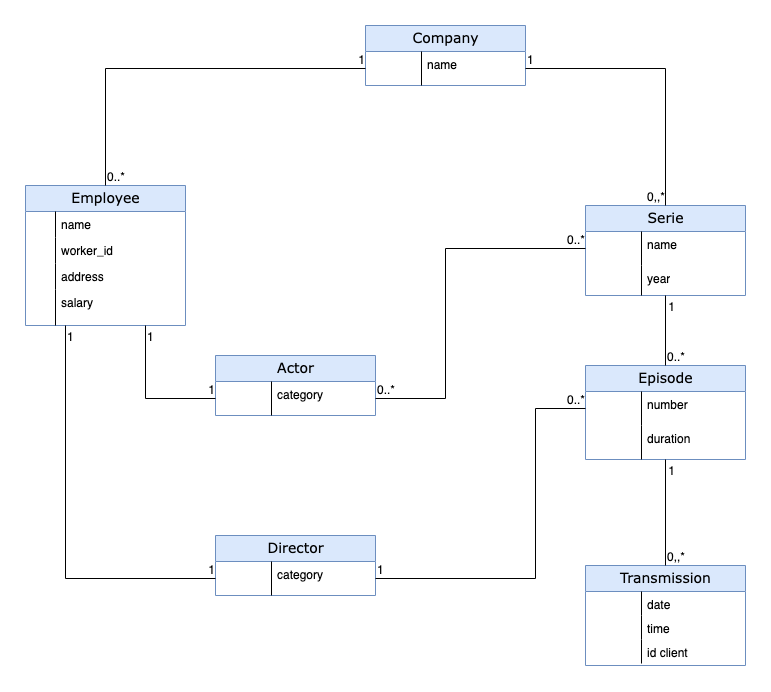 Company
1
name
1
0..*
Employee
name
worker_id
address
salary
1
1
0,,*
Serie
name
year
0..*
1
Actor
category
1
0..*
0..*
Episode
number
duration
0..*
1
Director
category
1
1
0,,*
Transmission
date
time
id client